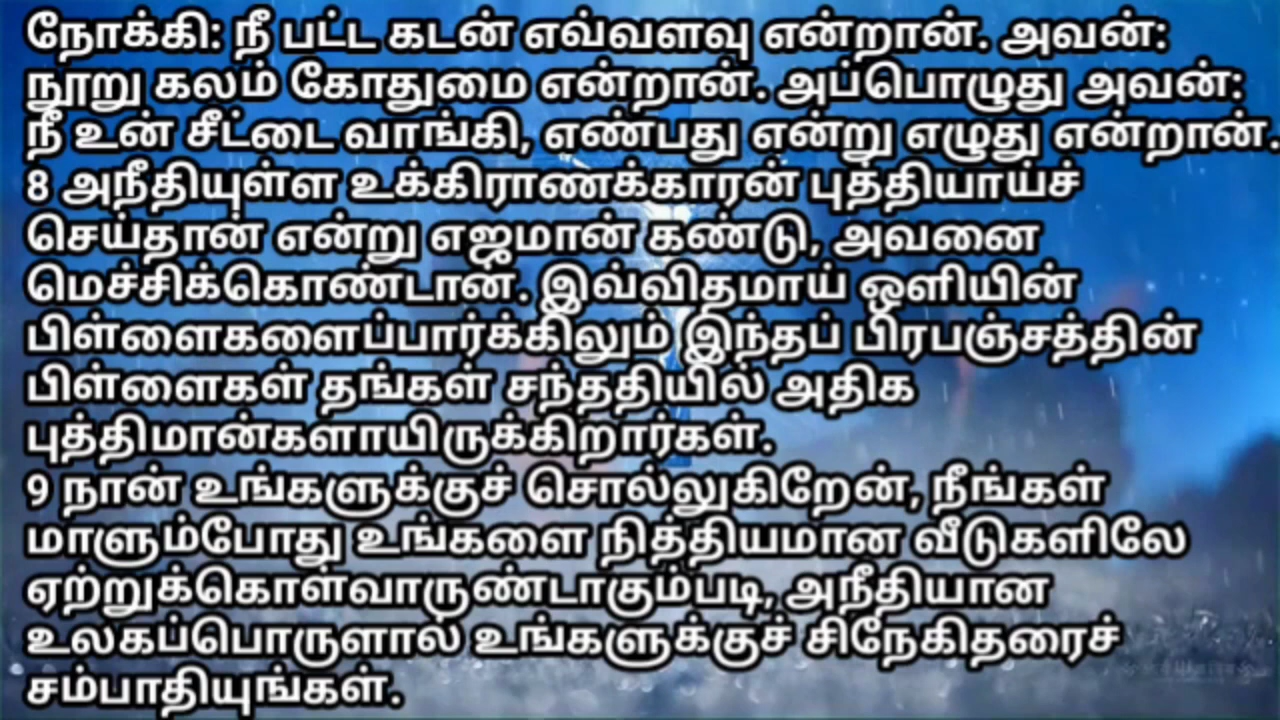 நோக்கி: நீ பட்ட கடன் எவ்வளவு என்றான். அவன்:
நூறு கலம் கோதுமை என்றான். அப்பொழுது அவன்:
நீ உன் சீட்டை வாங்கி, எண்பது என்று எழுது என்றான்.
8 அநீதியுள்ள உக்கிராணக்காரன் புத்தியாய்ச்
செய்தான் என்று எஜமான் கண்டு, அவனை
மெச்சிக்கொண்டான். இவ்விதமாய் ஒளியின்
பிள்ளைகளைப்பார்க்கிலும் இந்தப் பிரபஞ்சத்தின்
பிள்ளைகள் தங்கள் சந்ததியில் அதிக
புத்திமான்களாயிருக்கிறார்கள்.
9 நான் உங்களுக்குச் சொல்லுகிறேன், நீங்கள்
மாளும்போது உங்களை நித்தியமான வீடுகளிலே
ஏற்றுக்கொள்வாருண்டாகும்படி, அநீதியான
உலகப்பொருளால் உங்களுக்குச் சிநேகிதரைச்
சம்பாதியுங்கள்.